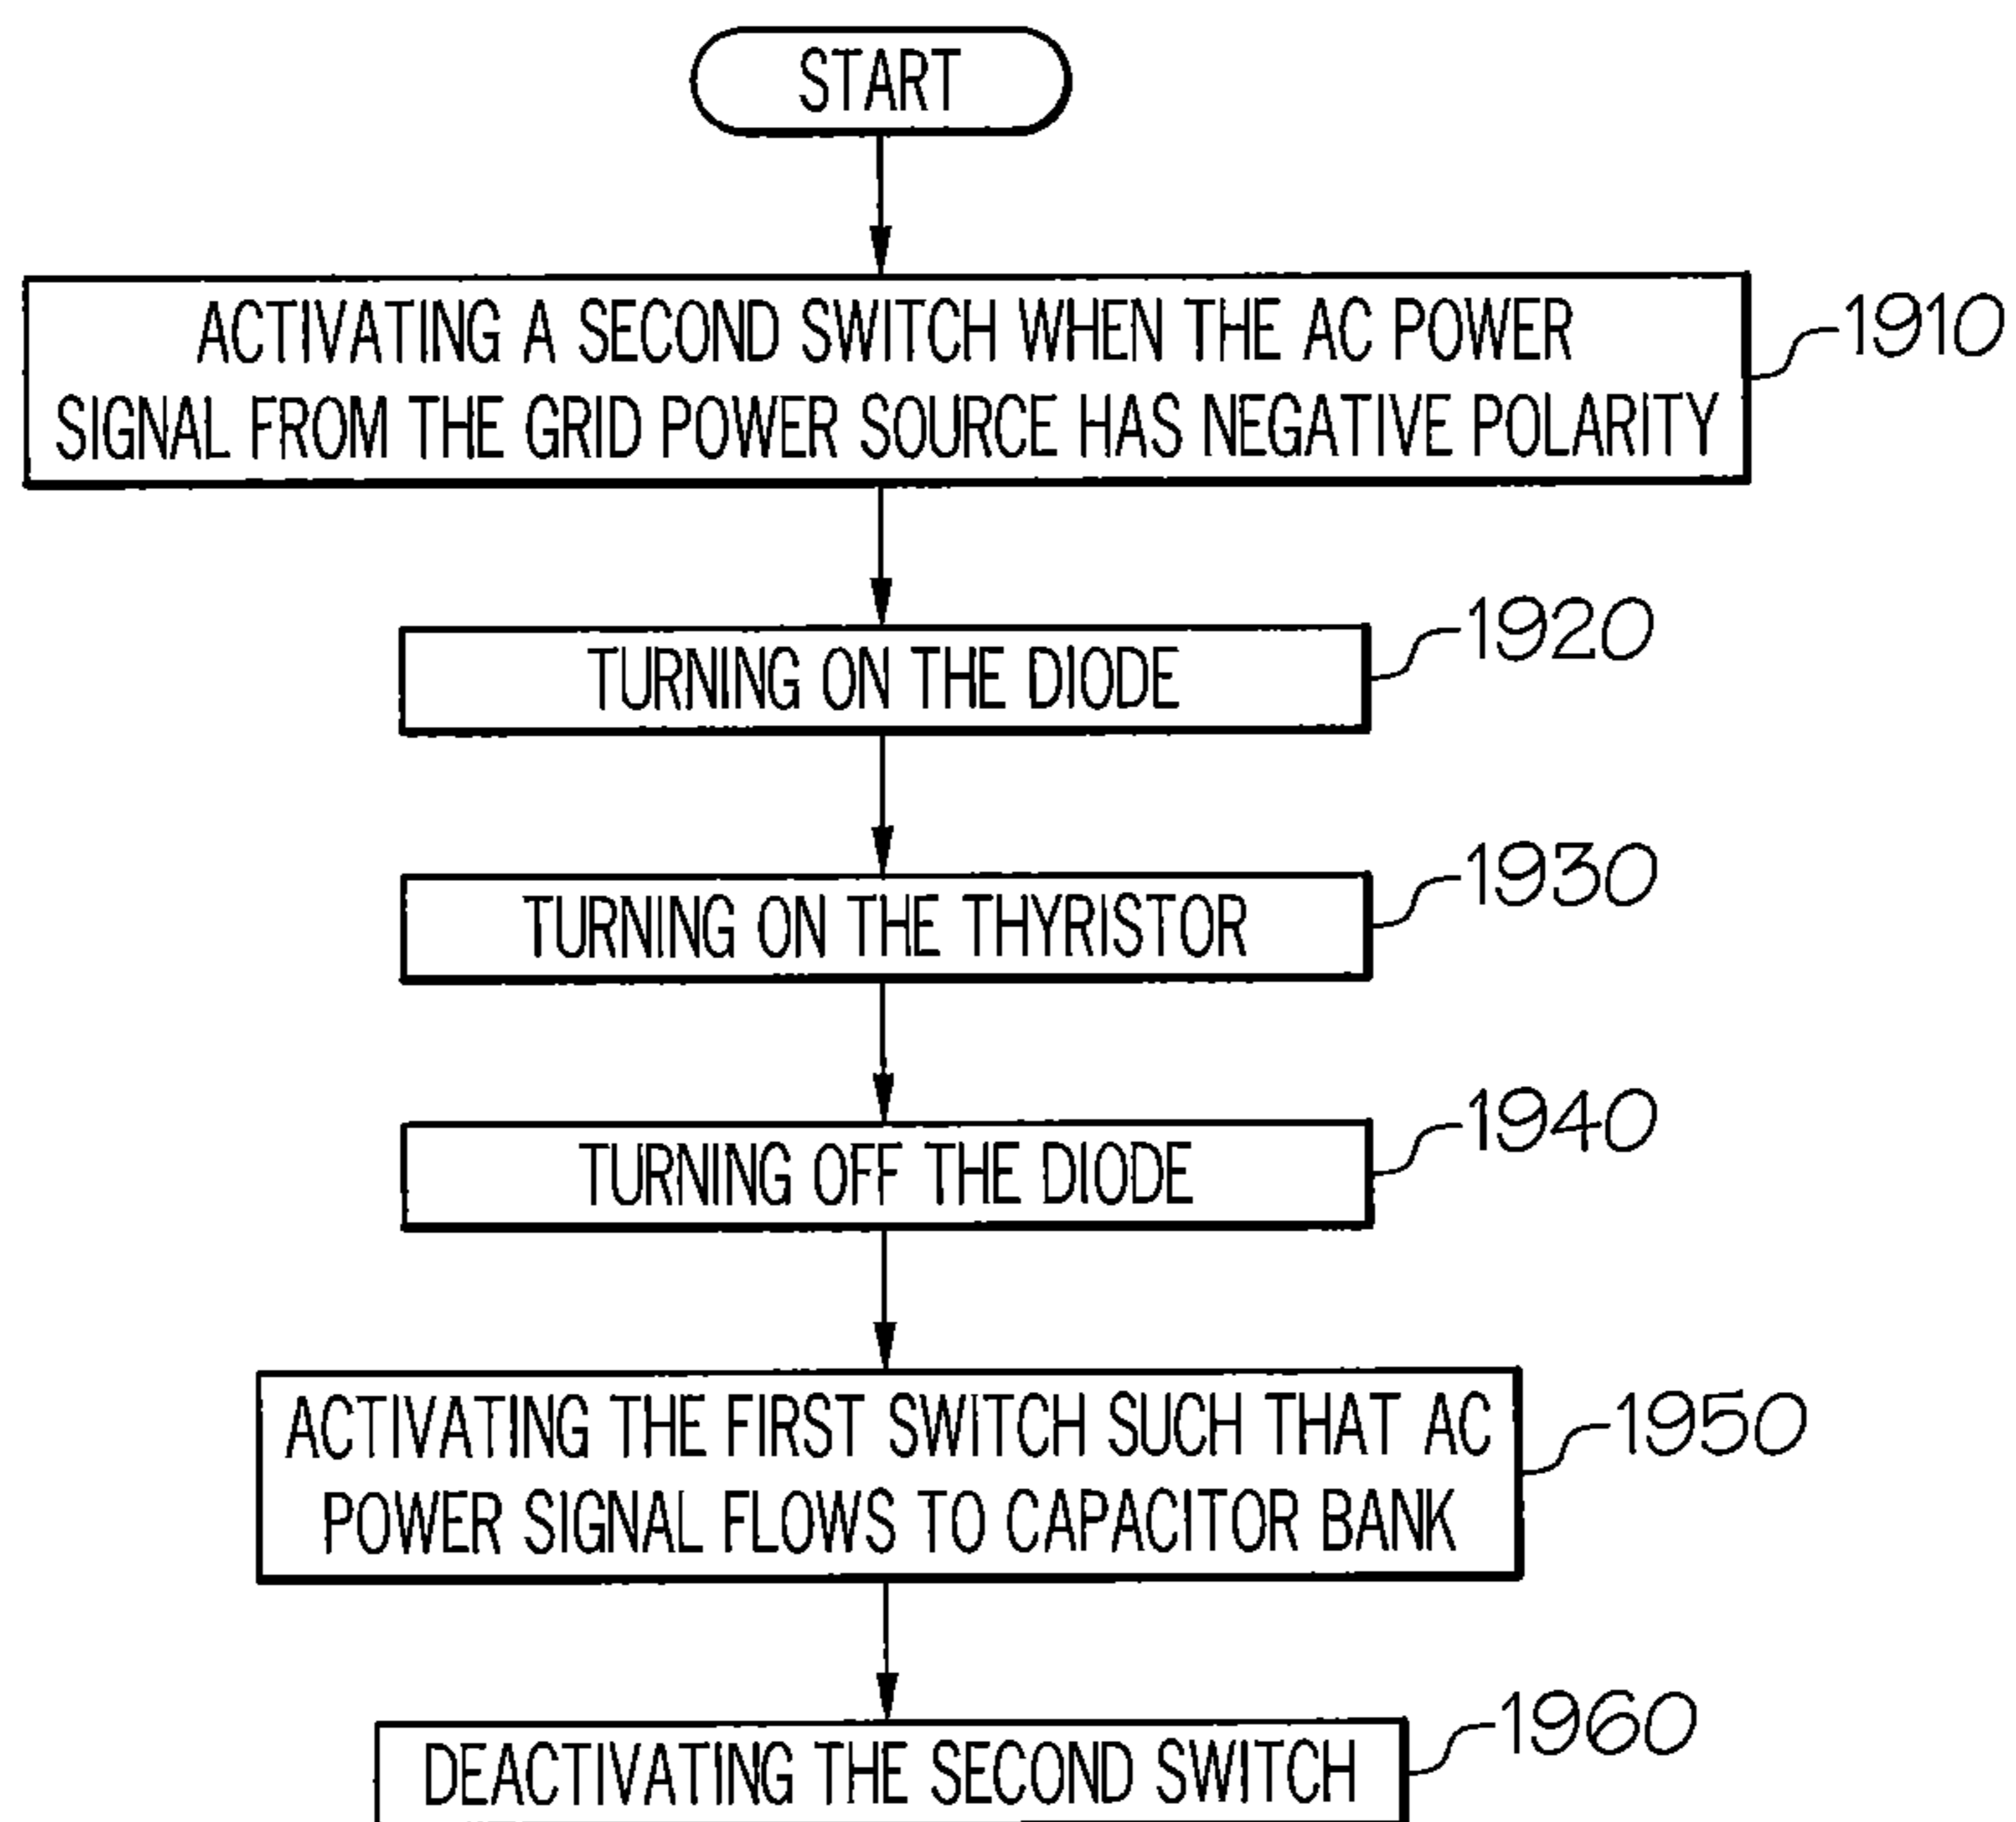 START
ACTIVATING A SECOND SWITCH WHEN THE AC POWER
SIGNAL FROM THE GRID POWER SOURCE HAS NEGATIVE POLARITY
1910
TURNING ON THE DIODE
1920
TURNING ON THE THYRISTOR
1930
TURNING OFF THE DIODE
1940
ACTIVATING THE FIRST SWITCH SUCH THAT AC
POWER SIGNAL FLOWS TO CAPACITOR BANK
1950
DEACTIVATING THE SECOND SWITCH
1960